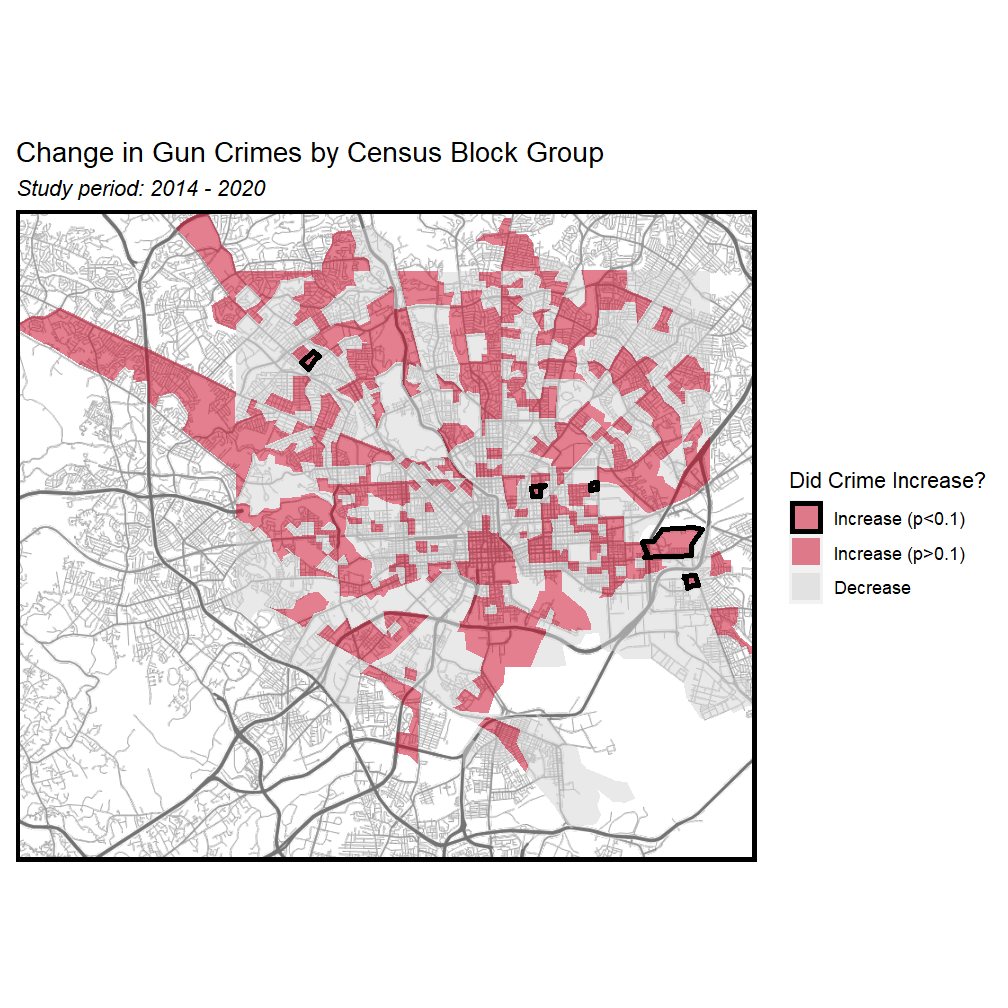 Change in Gun Crimes by Census Block Group
Study period: 2014 - 2020
Did Crime Increase?
Increase (p<0.1)
Increase (p>0.1)
Decrease